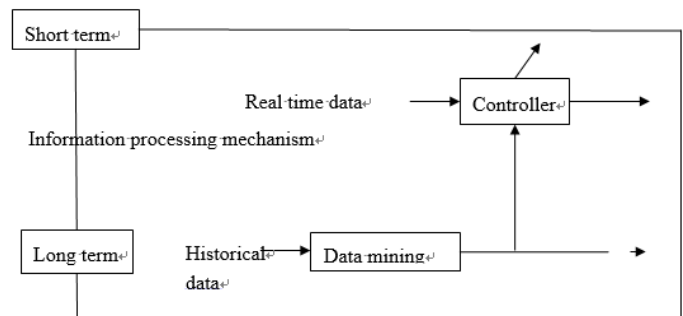 Short term
Real time data
Controller
Information processing mechanism
Long term
Historical
data
Data mining